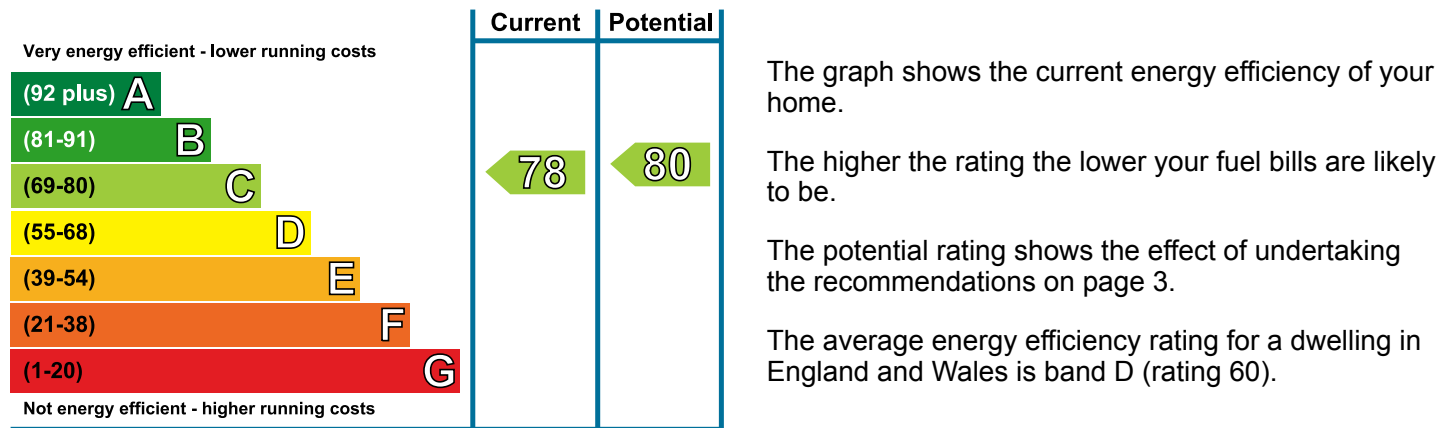 Current Potential
Very energy efficient - lower running costs
(92 plus) A
(81-91) B
(69-80) C
(55-68) D
(39-54) E
(21-38) F
(1-20) G
Not energy efficient - higher running costs
78
80
The graph shows the current energy efficiency of your
home.
The higher the rating the lower your fuel bills are likely
to be.
The potential rating shows the effect of undertaking
the recommendations on page 3.
The average energy efficiency rating for a dwelling in
England and Wales is band D (rating 60).